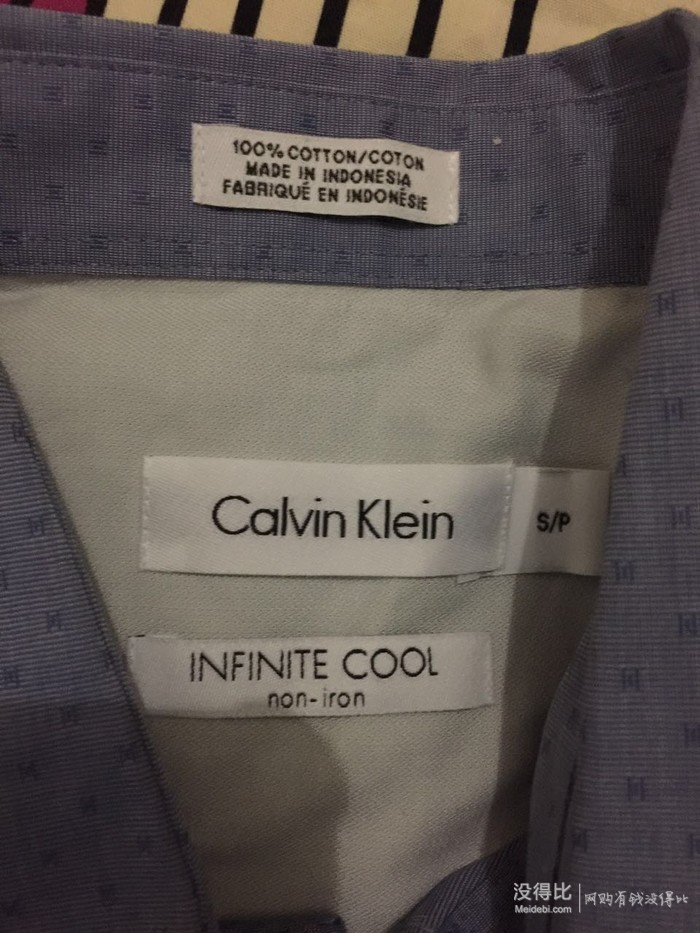 100% COTTON/COTON
MADE IN INDONESIA
FABRIQUÉ EN INDONÉSIE
Calvin Klein
S/P
INFINITE COOL
non-iron
没得比
Meidebi.com
网购有钱没得比